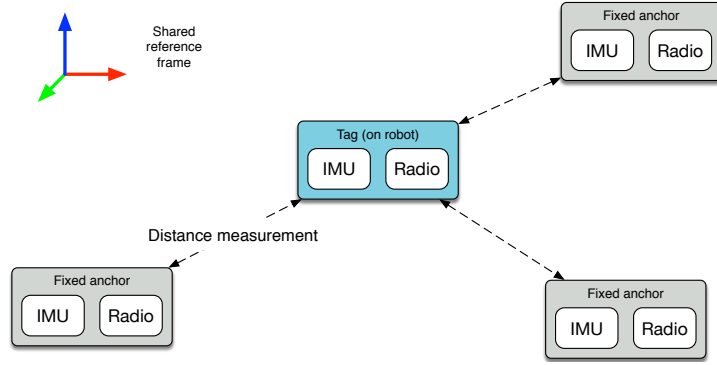 Fixed anchor
IMU Radio
Shared
reference
frame
Tag (on robot)
IMU Radio
Distance measurement
Fixed anchor
IMU Radio
Fixed anchor
IMU Radio